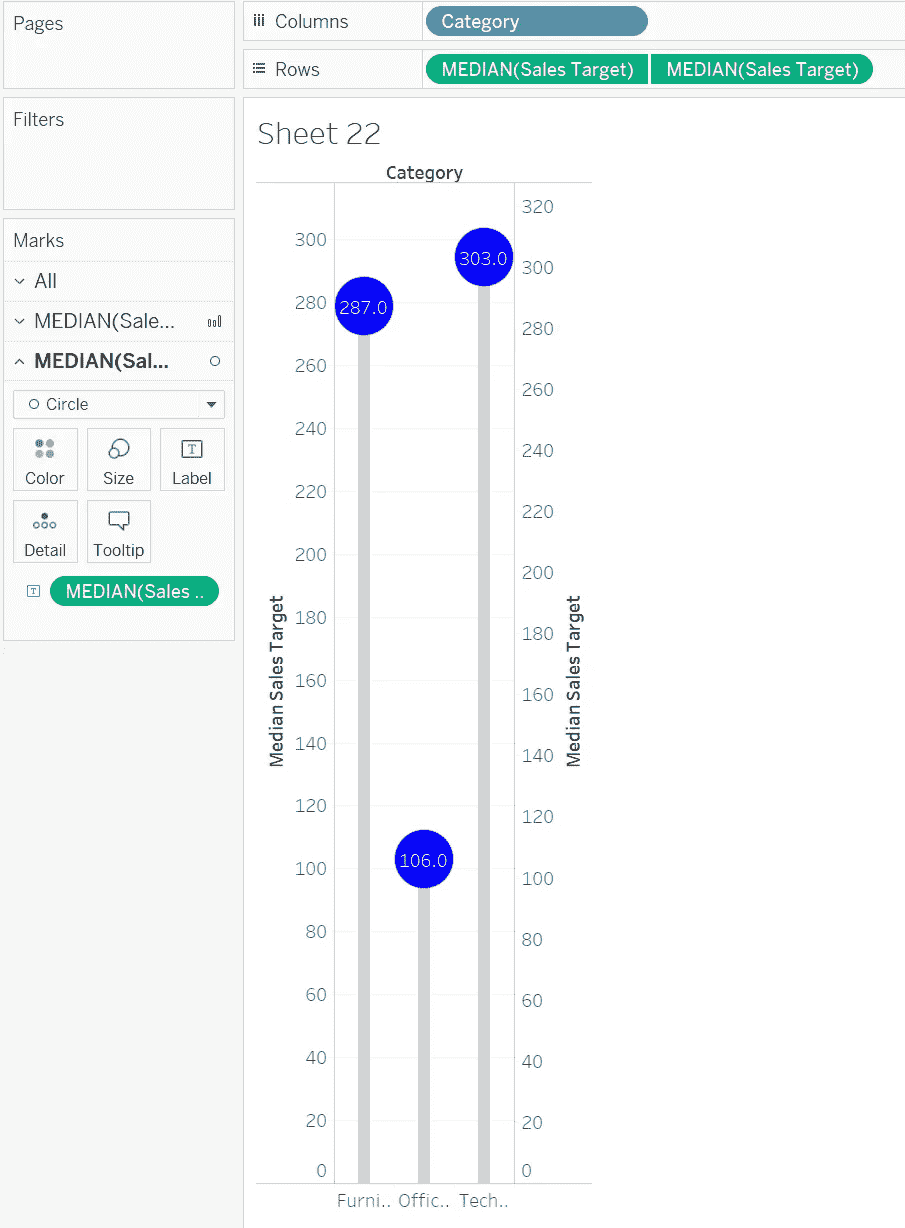 Pages
Columns
Category
Rows
MEDIAN(Sales Target)
MEDIAN(Sales Target)
Filters
Marks
All
MEDIAN(Sale...
MEDIAN(Sal...
Circle
Color
Size
T
Label
Detail
Tooltip
T
MEDIAN(Sales ..
Sheet 22
Category
Median Sales Target
300
280
260
240
220
200
180
160
140
120
100
80
60
40
20
0
287.0
106.0
303.0
320
300
280
260
240
220
200
180
160
140
120
100
80
60
40
20
0
Median Sales Target
Furni..
Offic..
Tech..